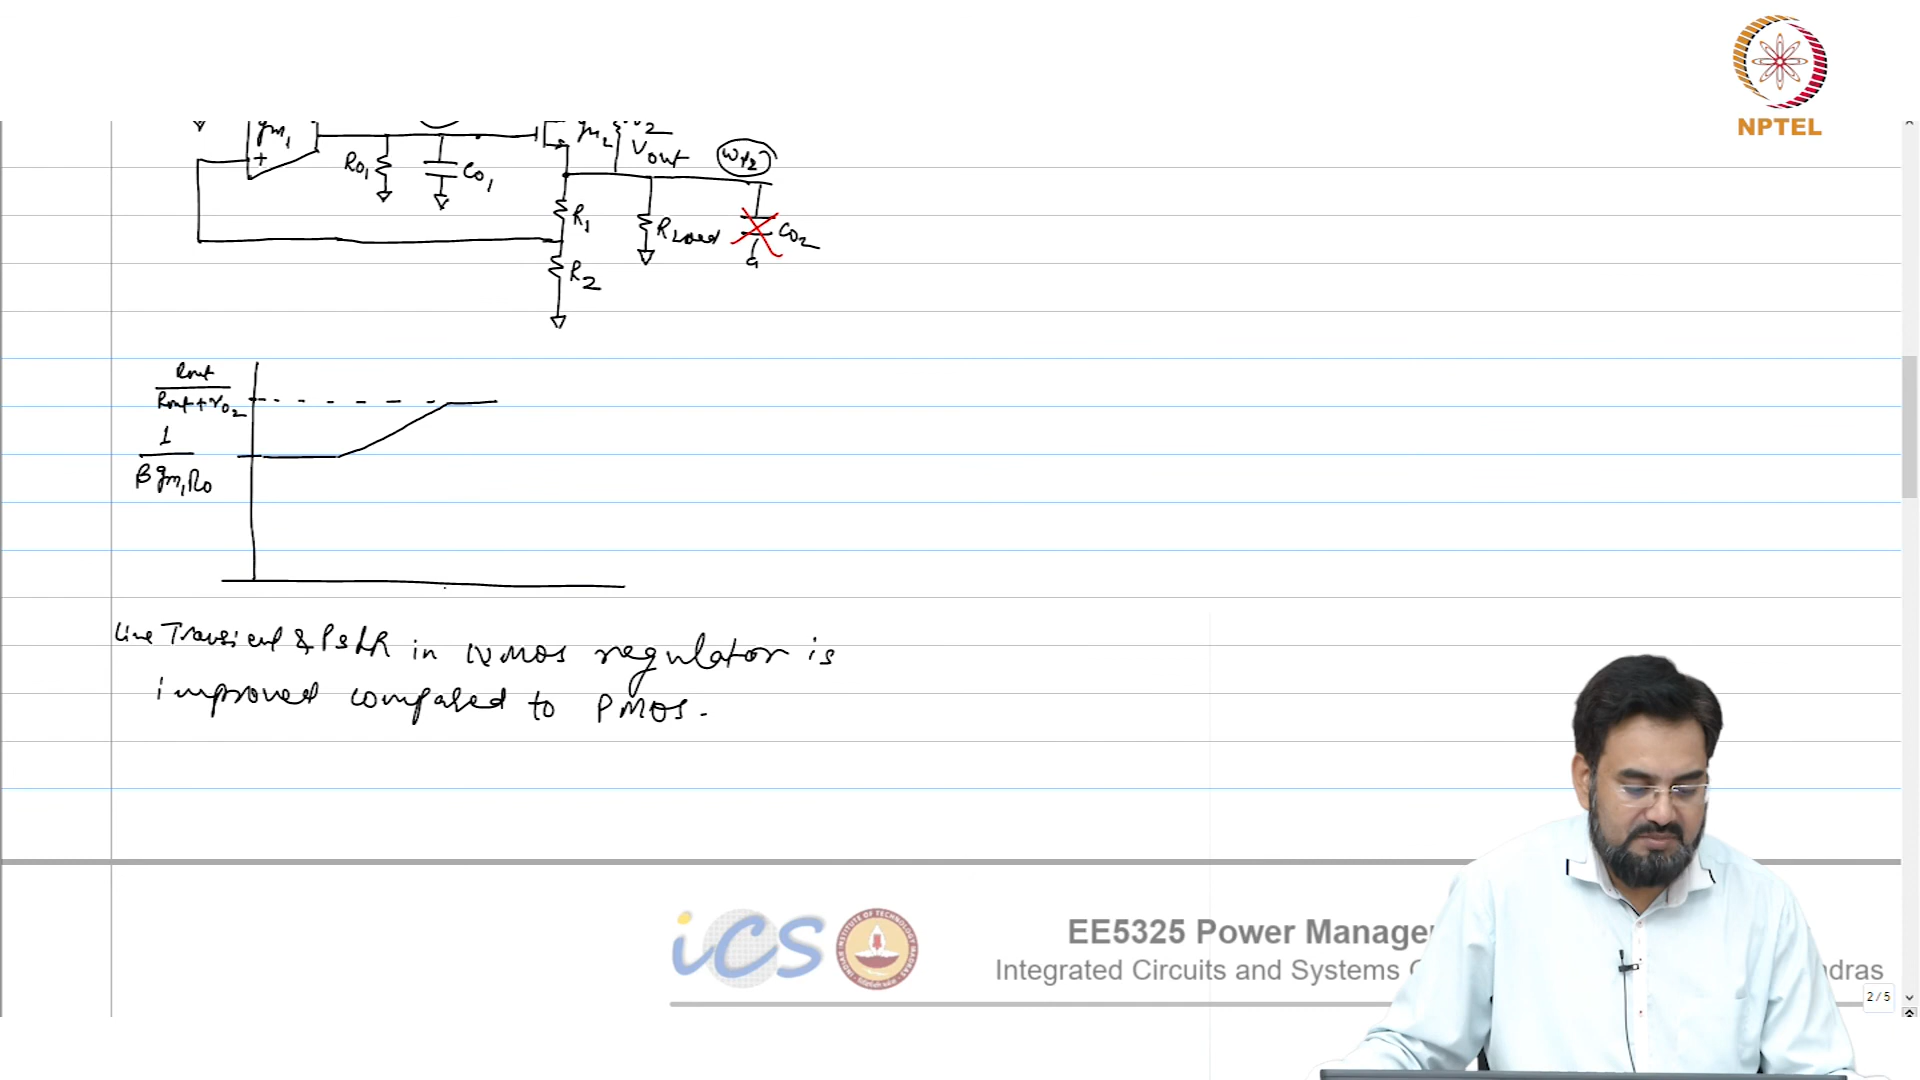 NPTEL
gm1
+
Ro1
Co1
gm2
Vout
R1
RLoad
Co2
R2
Rout
Rout+ro2
1
βgm1Ro
Line Transient & PSRR in NMOS regulator is
improved compared to PMOS.
iCS
EE5325 Power Manage
Integrated Circuits and Systems
dras
2 / 5